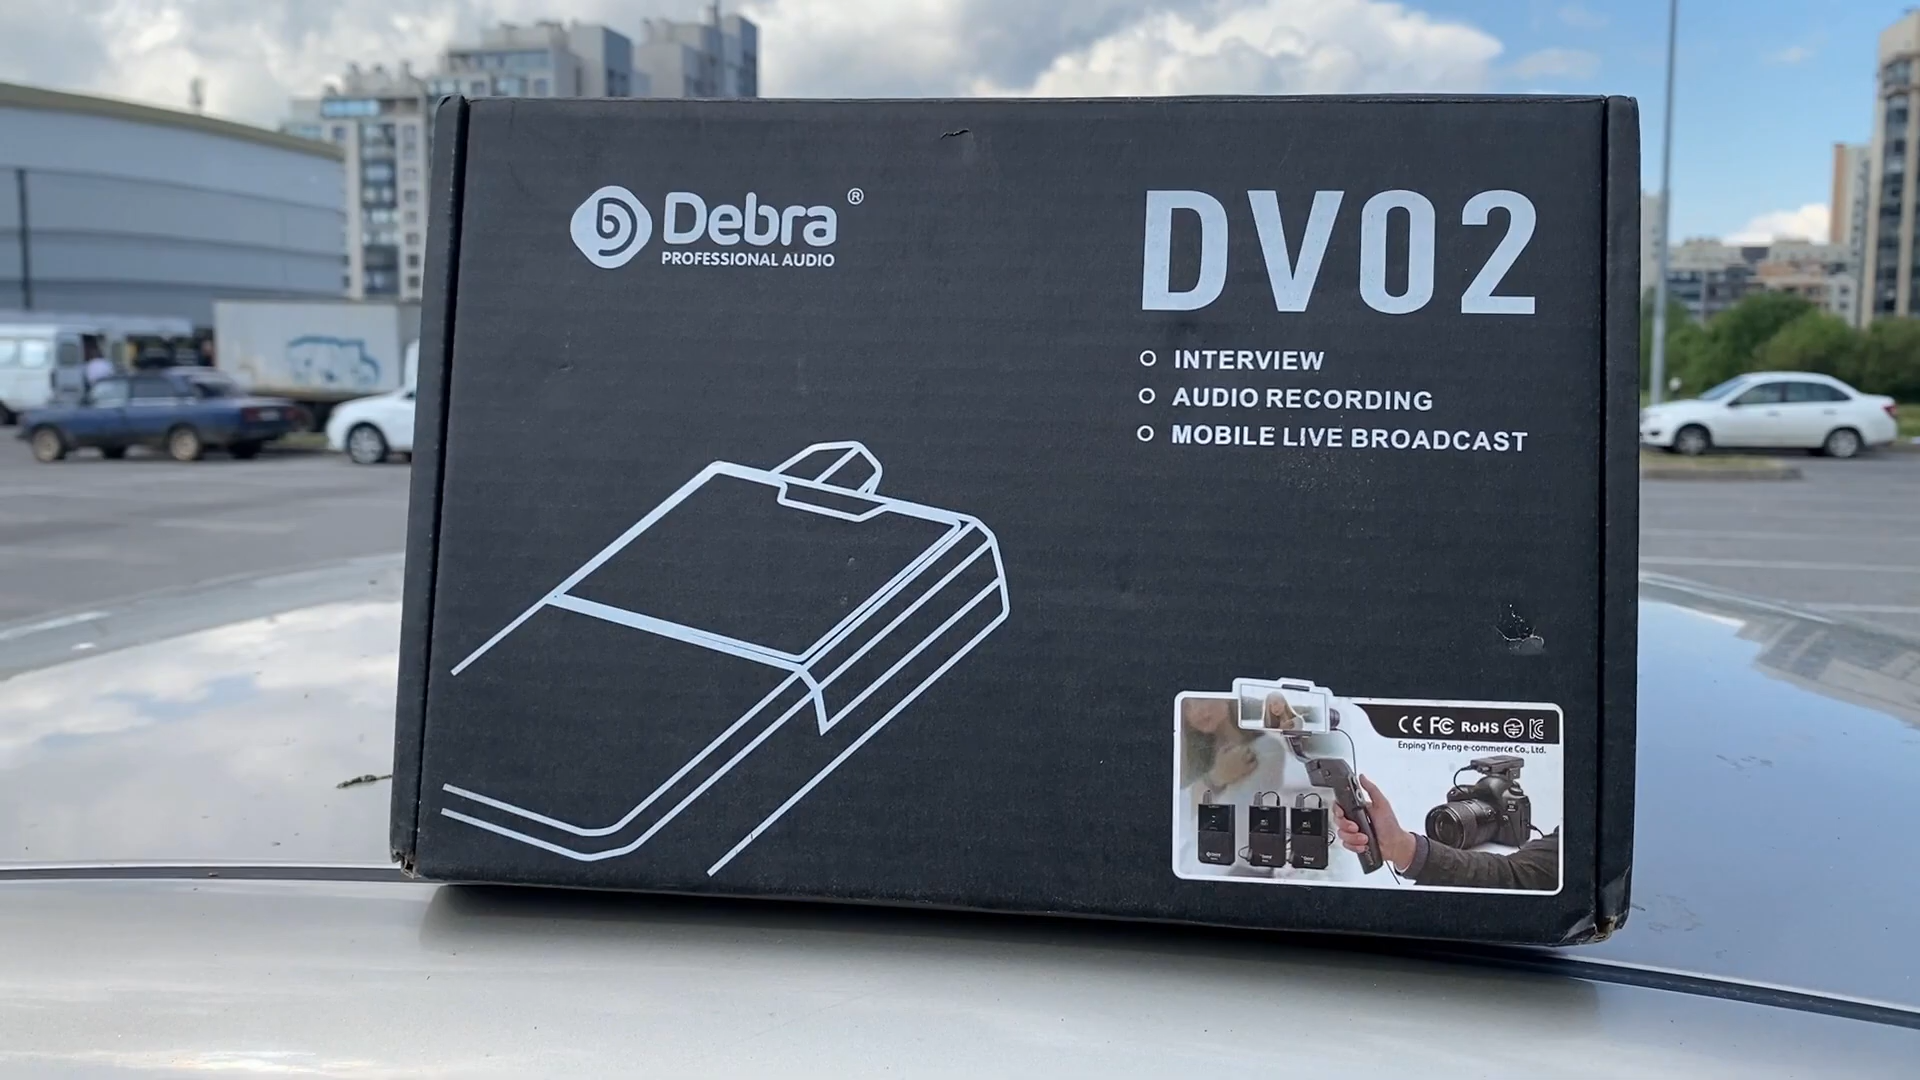 Debra ®
PROFESSIONAL AUDIO
DV02
INTERVIEW
AUDIO RECORDING
MOBILE LIVE BROADCAST
CE FC RoHS
Enping Yin Peng e-commerce Co., Ltd.